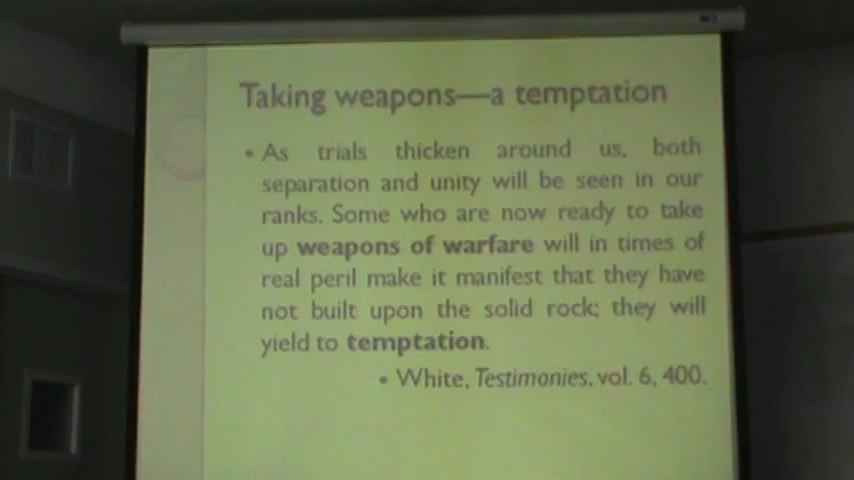 Taking weapons—a temptation
• As trials thicken around us, both
separation and unity will be seen in our
ranks. Some who are now ready to take
up weapons of warfare will in times of
real peril make it manifest that they have
not built upon the solid rock; they will
yield to temptation.
• White, Testimonies, vol. 6, 400.